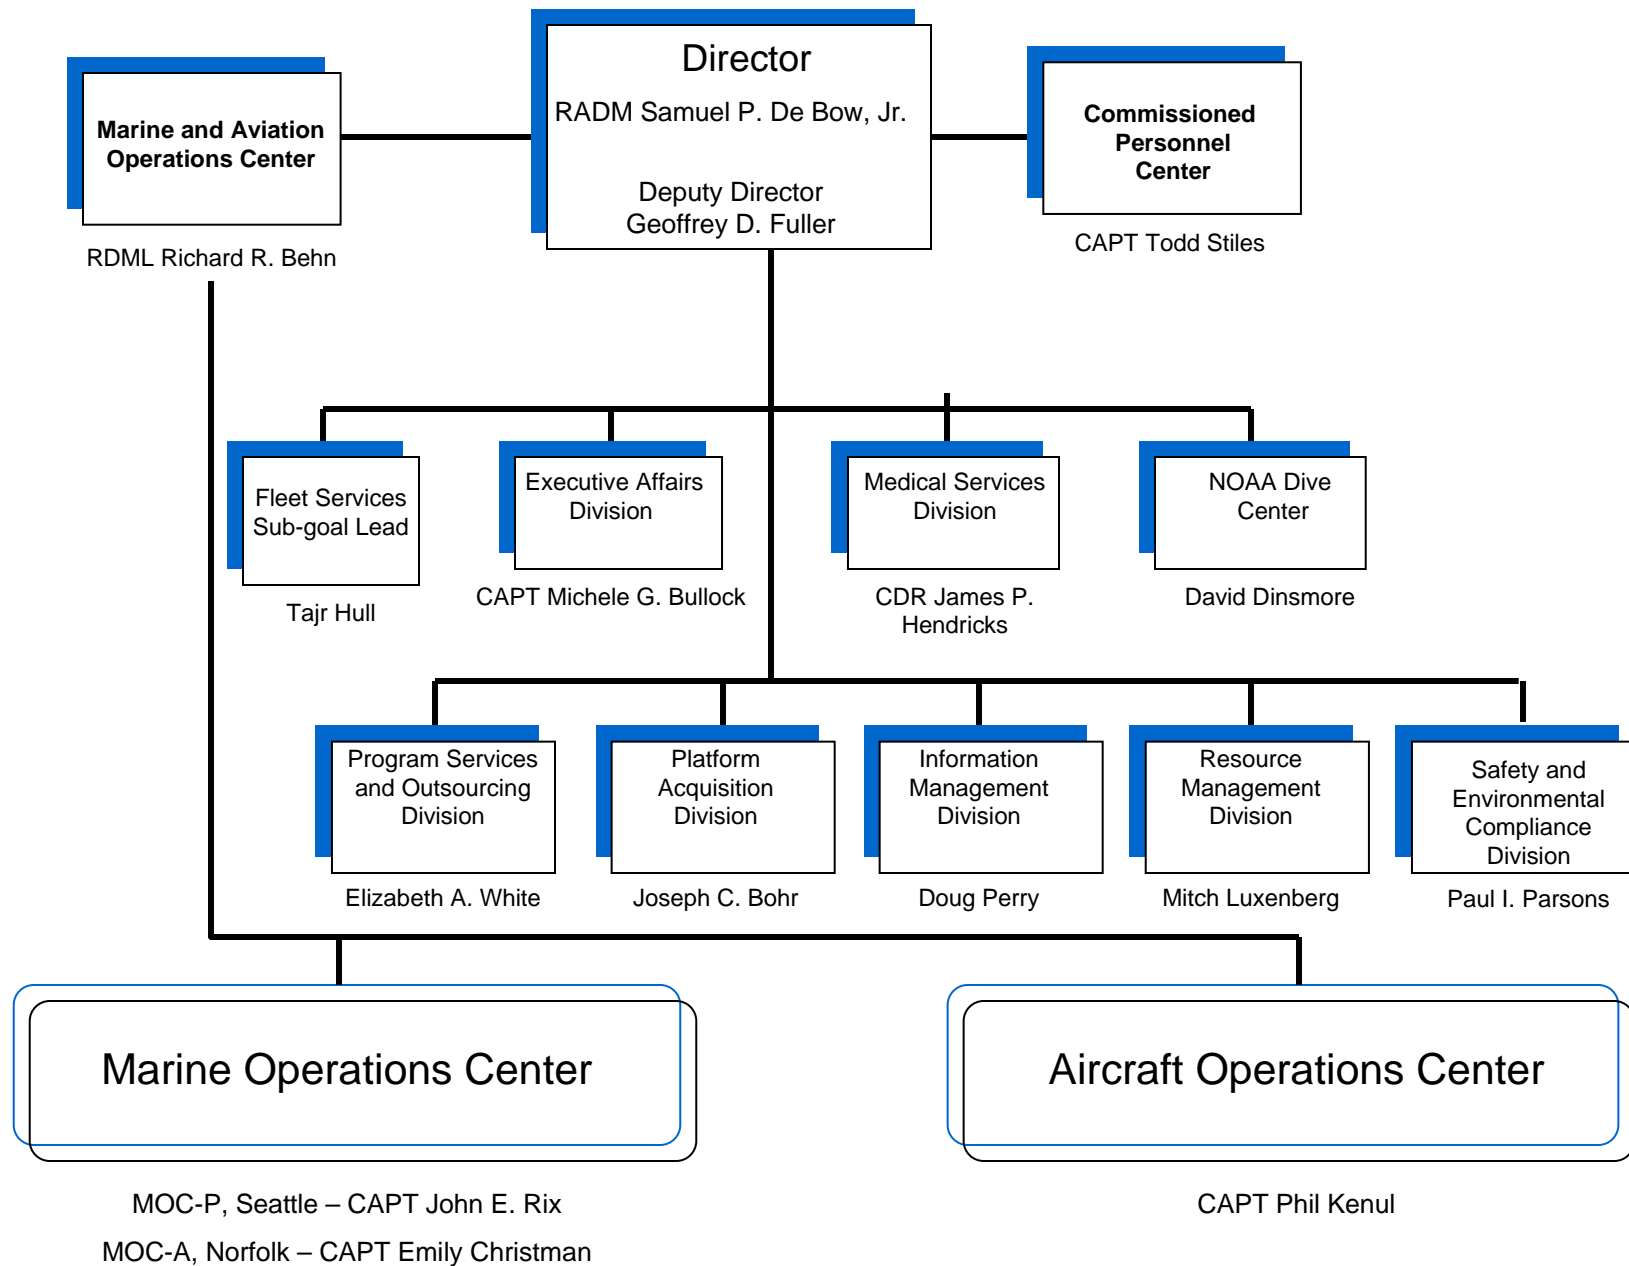 Director
RADM Samuel P. De Bow, Jr.
Deputy Director
Geoffrey D. Fuller
Marine and Aviation
Operations Center
RDML Richard R. Behn
Commissioned
Personnel
Center
CAPT Todd Stiles
Fleet Services
Sub-goal Lead
Tajr Hull
Executive Affairs
Division
CAPT Michele G. Bullock
Medical Services
Division
CDR James P.
Hendricks
NOAA Dive
Center
David Dinsmore
Program Services
and Outsourcing
Division
Elizabeth A. White
Platform
Acquisition
Division
Joseph C. Bohr
Information
Management
Division
Doug Perry
Resource
Management
Division
Mitch Luxenberg
Safety and
Environmental
Compliance
Division
Paul I. Parsons
Marine Operations Center
MOC-P, Seattle – CAPT John E. Rix
MOC-A, Norfolk – CAPT Emily Christman
Aircraft Operations Center
CAPT Phil Kenul